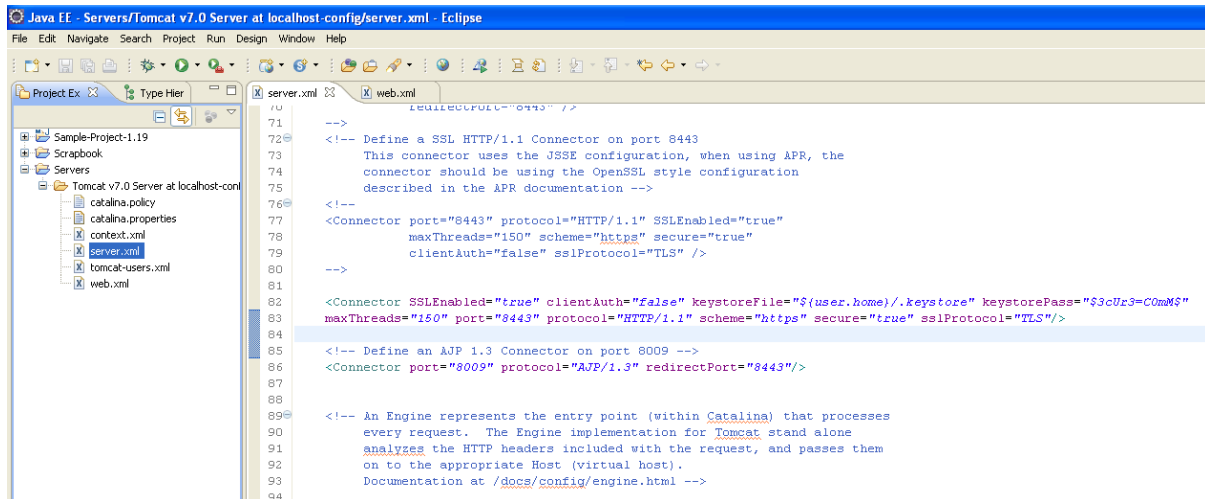 Java EE - Servers/Tomcat v7.0 Server at localhost-config/server.xml - Eclipse
File Edit Navigate Search Project Run Design Window Help
Project Ex
Type Hier
Sample-Project-1.19
Scrapbook
Servers
Tomcat v7.0 Server at localhost-conf
catalina.policy
catalina.properties
context.xml
server.xml
tomcat-users.xml
web.xml
server.xml
web.xml
70 redirectPort="8443" />
71 -->
72 <!-- Define a SSL HTTP/1.1 Connector on port 8443
73 This connector uses the JSSE configuration, when using APR, the
74 connector should be using the OpenSSL style configuration
75 described in the APR documentation -->
76 <!--
77 <Connector port="8443" protocol="HTTP/1.1" SSLEnabled="true"
78 maxThreads="150" scheme="https" secure="true"
79 clientAuth="false" sslProtocol="TLS" />
80 -->
81
82 <Connector SSLEnabled="true" clientAuth="false" keystoreFile="${user.home}/.keystore" keystorePass="$3cUr3=C0mM$"
83 maxThreads="150" port="8443" protocol="HTTP/1.1" scheme="https" secure="true" sslProtocol="TLS"/>
84
85 <!-- Define an AJP 1.3 Connector on port 8009 -->
86 <Connector port="8009" protocol="AJP/1.3" redirectPort="8443"/>
87
88
89 <!-- An Engine represents the entry point (within Catalina) that processes
90 every request. The Engine implementation for Tomcat stand alone
91 analyzes the HTTP headers included with the request, and passes them
92 on to the appropriate Host (virtual host).
93 Documentation at /docs/config/engine.html -->
94